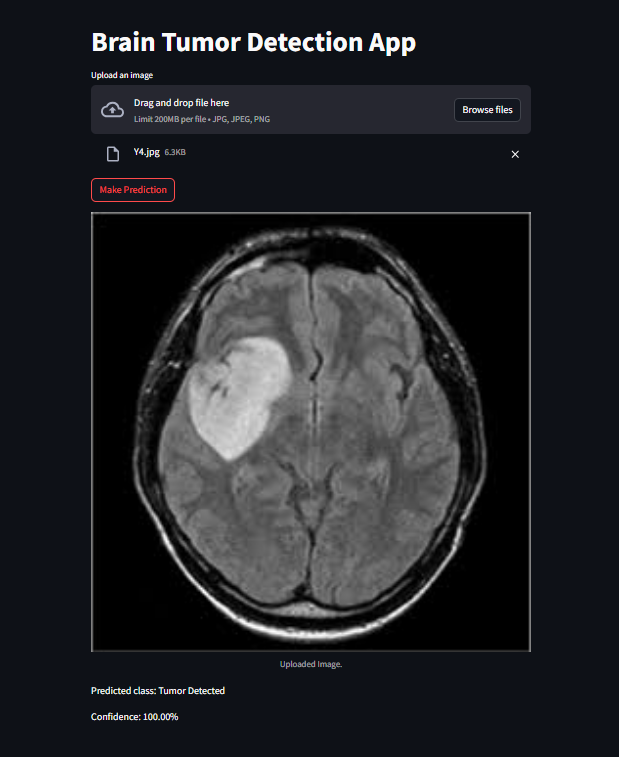 Brain Tumor Detection App
Upload an image
Drag and drop file here
Limit 200MB per file • JPG, JPEG, PNG
Browse files
Y4.jpg 6.3KB
Make Prediction
Uploaded Image.
Predicted class: Tumor Detected
Confidence: 100.00%